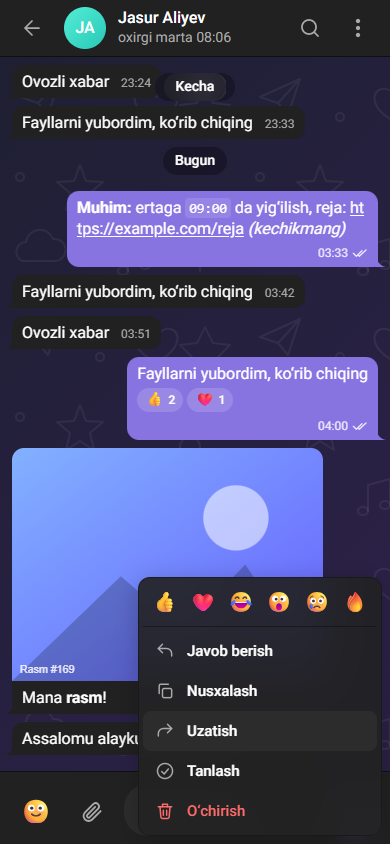 JA
Jasur Aliyev
oxirgi marta 08:06
Ovozli xabar 23:24
Kecha
Fayllarni yubordim, ko‘rib chiqing 23:33
Bugun
Muhim: ertaga 09:00 da yig‘ilish, reja: ht
tps://example.com/reja (kechikmang)
03:33
Fayllarni yubordim, ko‘rib chiqing 03:42
Ovozli xabar 03:51
Fayllarni yubordim, ko‘rib chiqing
👍 2 ❤️ 1
04:00
Rasm #169
Mana rasm!
Assalomu alayku
Javob berish
Nusxalash
Uzatish
Tanlash
O‘chirish